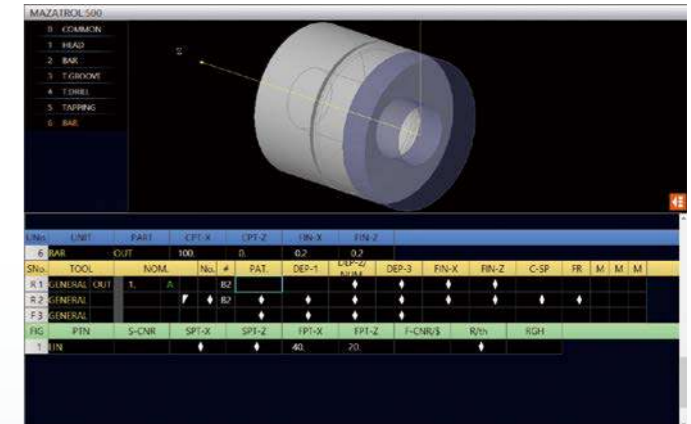 MAZATROL 500
0 COMMON
1 HEAD
2 BAR
3 T.GROOVE
4 T.DRILL
5 TAPPING
6 BAR
UNo. UNIT PART CPT-X CPT-Z FIN-X FIN-Z
6 BAR OUT 100. 0. 0.2 0.2
SNo. TOOL NOM. No. # PAT. DEP-1 DEP-2/NUM. DEP-3 FIN-X FIN-Z C-SP FR M M M
R 1 GENERAL OUT 1. A B2 ♦ ♦ ♦ ♦
R 2 GENERAL ♦ B2 ♦ ♦ ♦ ♦ ♦ ♦ ♦ ♦
F 3 GENERAL ♦ ♦ ♦ ♦
FIG PTN S-CNR SPT-X SPT-Z FPT-X FPT-Z F-CNR/$ R/th RGH
1 LIN ♦ ♦ 40. 20. ♦